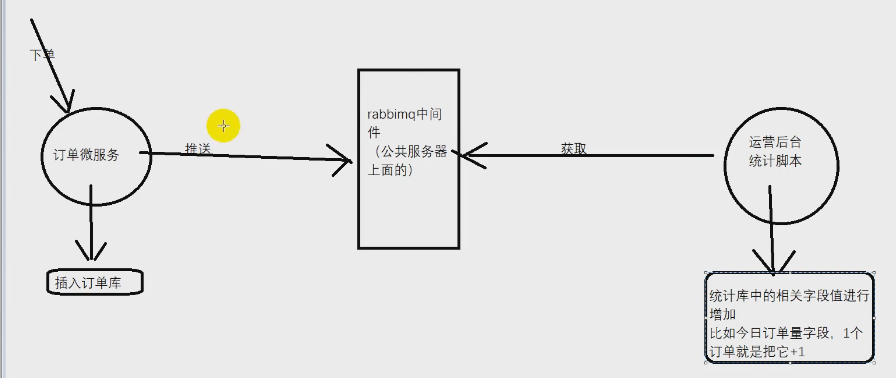 下单
订单微服务
推送
插入订单库
rabbimq中间
件
（公共服务器
上面的）
获取
运营后台
统计脚本
统计库中的相关字段值进行
增加
比如今日订单量字段，1个
订单就是把它+1